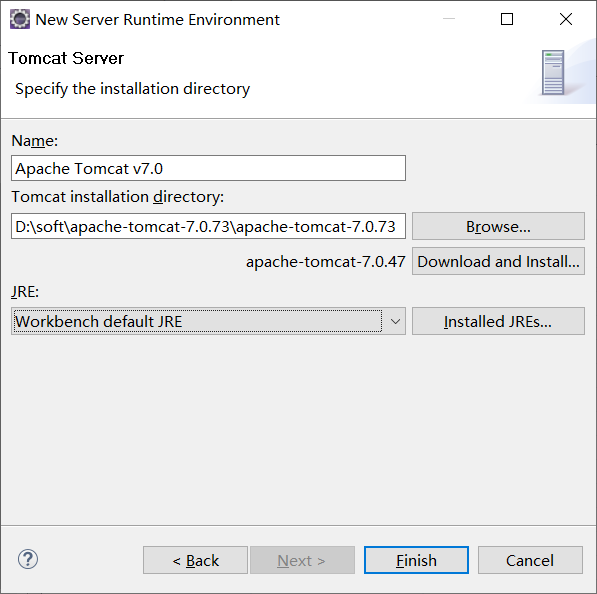 New Server Runtime Environment
Tomcat Server
Specify the installation directory
Name:
Apache Tomcat v7.0
Tomcat installation directory:
D:\soft\apache-tomcat-7.0.73\apache-tomcat-7.0.73
Browse...
apache-tomcat-7.0.47
Download and Install...
JRE:
Workbench default JRE
Installed JREs...
?
< Back
Next >
Finish
Cancel